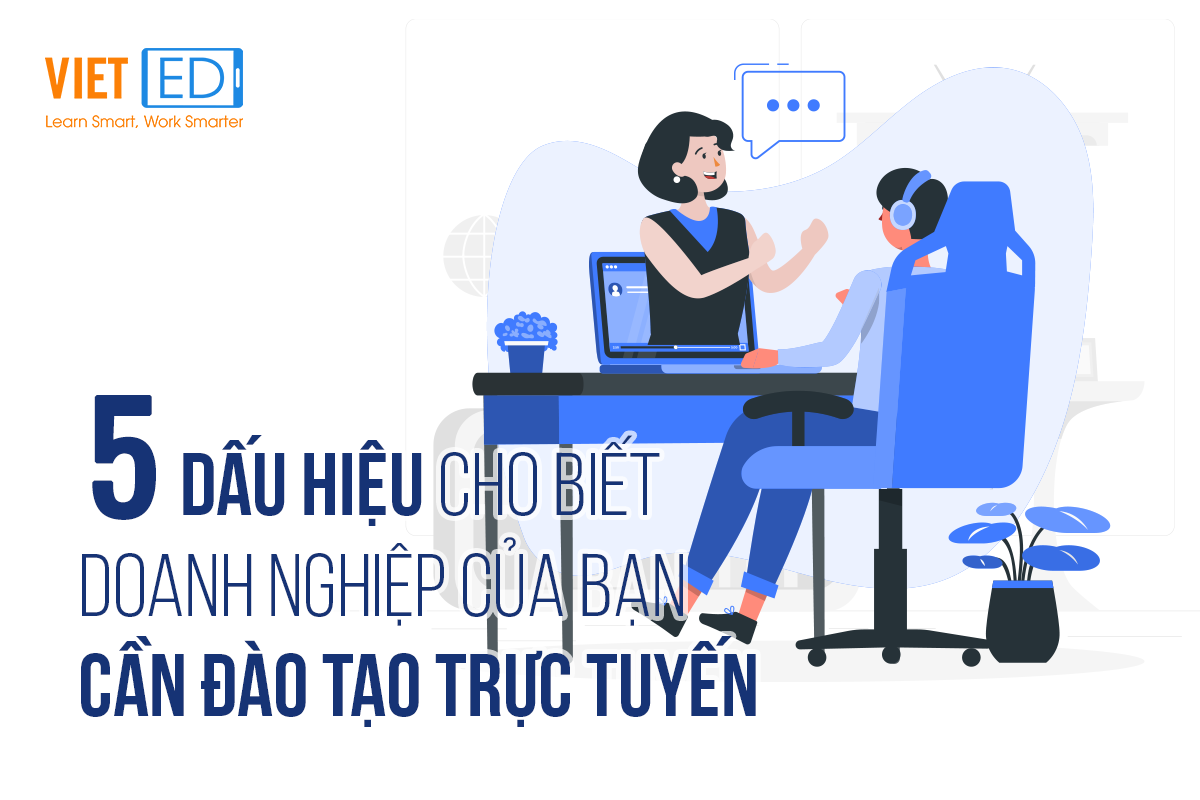 VIET ED
Learn Smart, Work Smarter
5 DẤU HIỆU CHO BIẾT
DOANH NGHIỆP CỦA BẠN
CẦN ĐÀO TẠO TRỰC TUYẾN